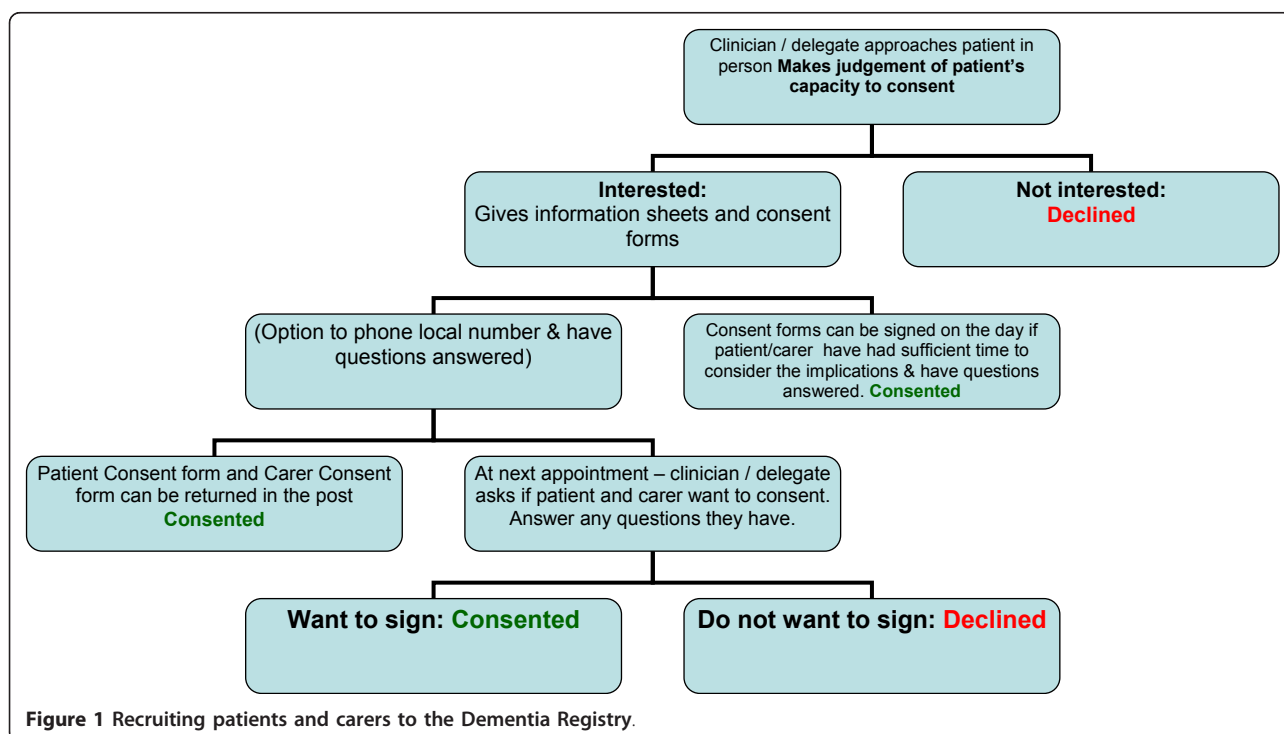 Clinician / delegate approaches patient in
person Makes judgement of patient's
capacity to consent
Interested:
Gives information sheets and consent
forms
Not interested:
Declined
(Option to phone local number & have
questions answered)
Consent forms can be signed on the day if
patient/carer have had sufficient time to
consider the implications & have questions
answered. Consented
Patient Consent form and Carer Consent
form can be returned in the post
Consented
At next appointment – clinician / delegate
asks if patient and carer want to consent.
Answer any questions they have.
Want to sign: Consented
Do not want to sign: Declined
Figure 1 Recruiting patients and carers to the Dementia Registry.